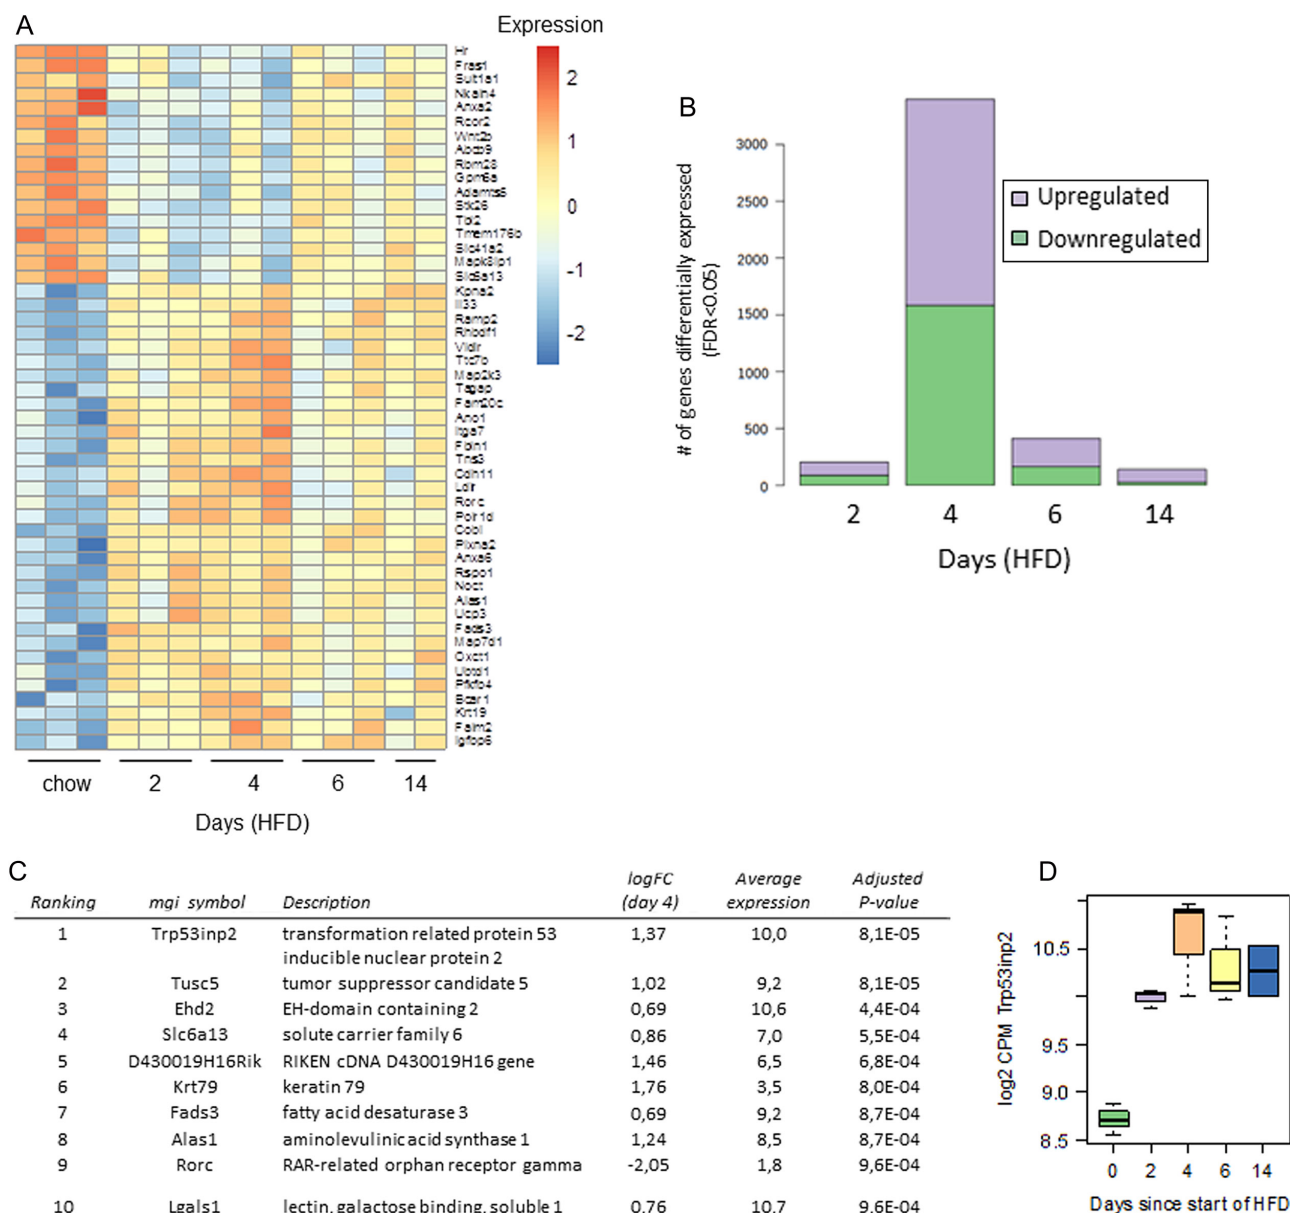 A
Expression
2
1
0
-1
-2
Hr
Fras1
Sult1a1
Nkain4
Anxa2
Rcor2
Wnt2b
Abcb9
Rbm28
Gpm6a
Adamts5
Stk26
Tmem176b
Slc41a2
Mapk8ip1
Slc6a13
Kpna2
Il33
Ramp2
Rhbdf1
Vldlr
Ttc7b
Map2k3
Tagap
Fam20c
Ano1
Itga7
Fbln1
Tns3
Cdh11
Ldlr
Rorc
Polr1d
Cobl
Plxna2
Anxa6
Rspo1
Noct
Alas1
Ucp3
Fads3
Map7d1
Oxct1
Ubtd1
Pfkfb4
Bcar1
Krt19
Faim2
Igfbp6
chow 2 4 6 14
Days (HFD)
B
# of genes differentially expressed
(FDR<0.05)
3000
2500
2000
1500
1000
500
0
Upregulated
Downregulated
2 4 6 14
Days (HFD)
C
Ranking mgi symbol Description logFC (day 4) Average expression Adjusted P-value
1 Trp53inp2 transformation related protein 53 1,37 10,0 8,1E-05
inducible nuclear protein 2
2 Tusc5 tumor suppressor candidate 5 1,02 9,2 8,1E-05
3 Ehd2 EH-domain containing 2 0,69 10,6 4,4E-04
4 Slc6a13 solute carrier family 6 0,86 7,0 5,5E-04
5 D430019H16Rik RIKEN cDNA D430019H16 gene 1,46 6,5 6,8E-04
6 Krt79 keratin 79 1,76 3,5 8,0E-04
7 Fads3 fatty acid desaturase 3 0,69 9,2 8,7E-04
8 Alas1 aminolevulinic acid synthase 1 1,24 8,5 8,7E-04
9 Rorc RAR-related orphan receptor gamma -2,05 1,8 9,6E-04
10 Lgals1 lectin, galactose binding, soluble 1 0,76 10,7 9,6E-04
D
log2 CPM Trp53inp2
10.5
9.5
9.0
8.5
0 2 4 6 14
Days since start of HFD